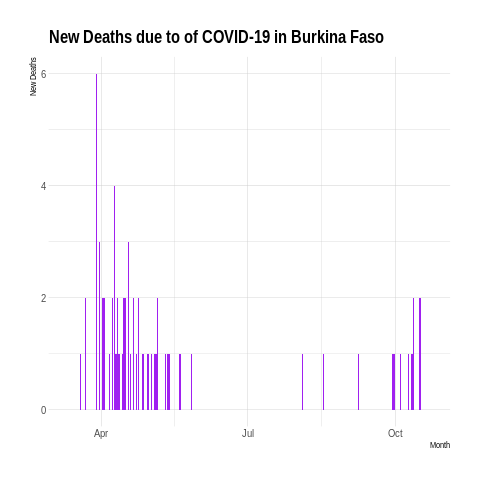 New Deaths due to of COVID-19 in Burkina Faso
New Deaths
6
4
2
0
Apr
Jul
Oct
Month